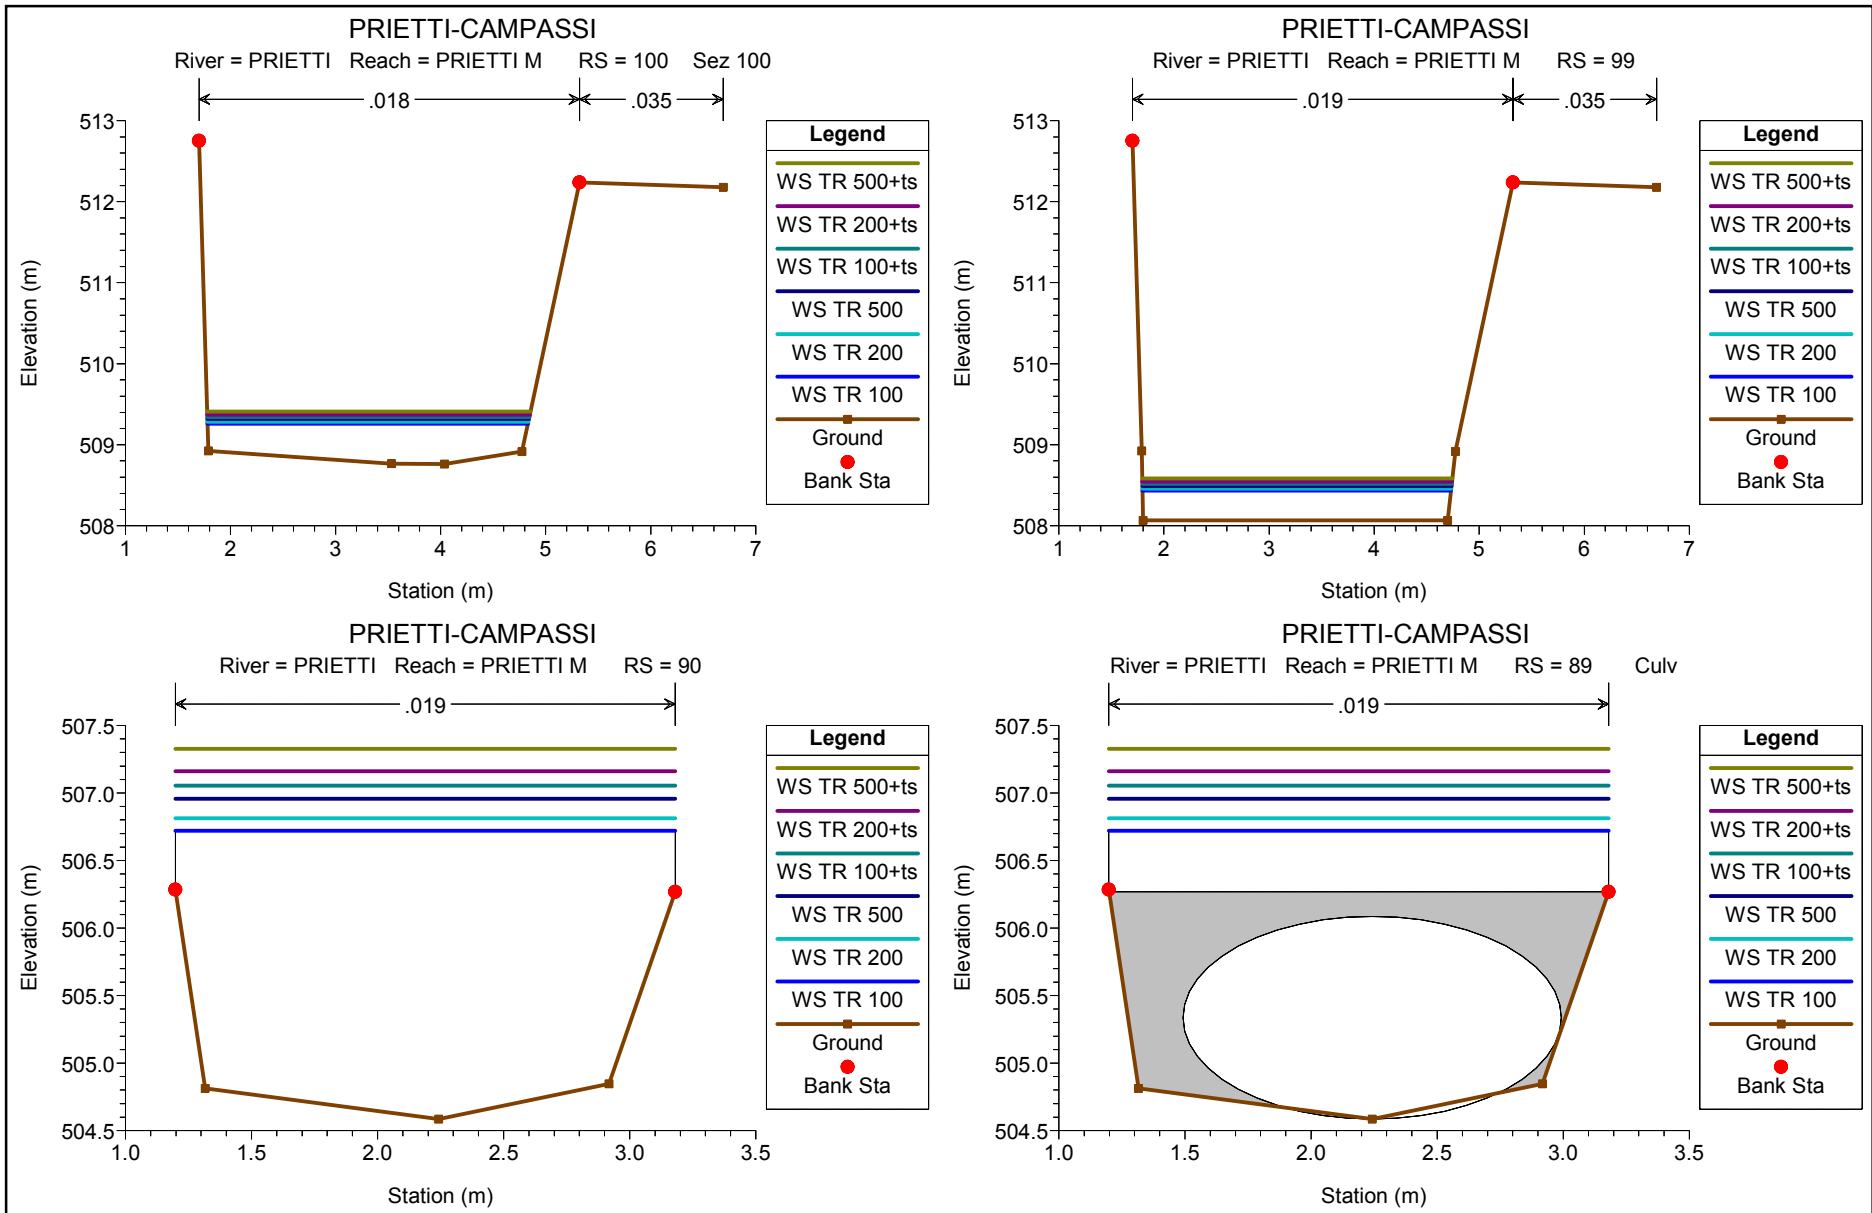 PRIETTI-CAMPASSI
River = PRIETTI Reach = PRIETTI M RS = 100 Sez 100
.018 .035
Elevation (m)
513
512
511
510
509
508
1 2 3 4 5 6 7
Station (m)
Legend
WS TR 500+ts
WS TR 200+ts
WS TR 100+ts
WS TR 500
WS TR 200
WS TR 100
Ground
Bank Sta
PRIETTI-CAMPASSI
River = PRIETTI Reach = PRIETTI M RS = 99
.019 .035
Elevation (m)
513
512
511
510
509
508
1 2 3 4 5 6 7
Station (m)
Legend
WS TR 500+ts
WS TR 200+ts
WS TR 100+ts
WS TR 500
WS TR 200
WS TR 100
Ground
Bank Sta
PRIETTI-CAMPASSI
River = PRIETTI Reach = PRIETTI M RS = 90
.019
Elevation (m)
507.5
507.0
506.5
506.0
505.5
505.0
504.5
1.0 1.5 2.0 2.5 3.0 3.5
Station (m)
Legend
WS TR 500+ts
WS TR 200+ts
WS TR 100+ts
WS TR 500
WS TR 200
WS TR 100
Ground
Bank Sta
PRIETTI-CAMPASSI
River = PRIETTI Reach = PRIETTI M RS = 89 Culv
.019
Elevation (m)
507.5
507.0
506.5
506.0
505.5
505.0
504.5
1.0 1.5 2.0 2.5 3.0 3.5
Station (m)
Legend
WS TR 500+ts
WS TR 200+ts
WS TR 100+ts
WS TR 500
WS TR 200
WS TR 100
Ground
Bank Sta